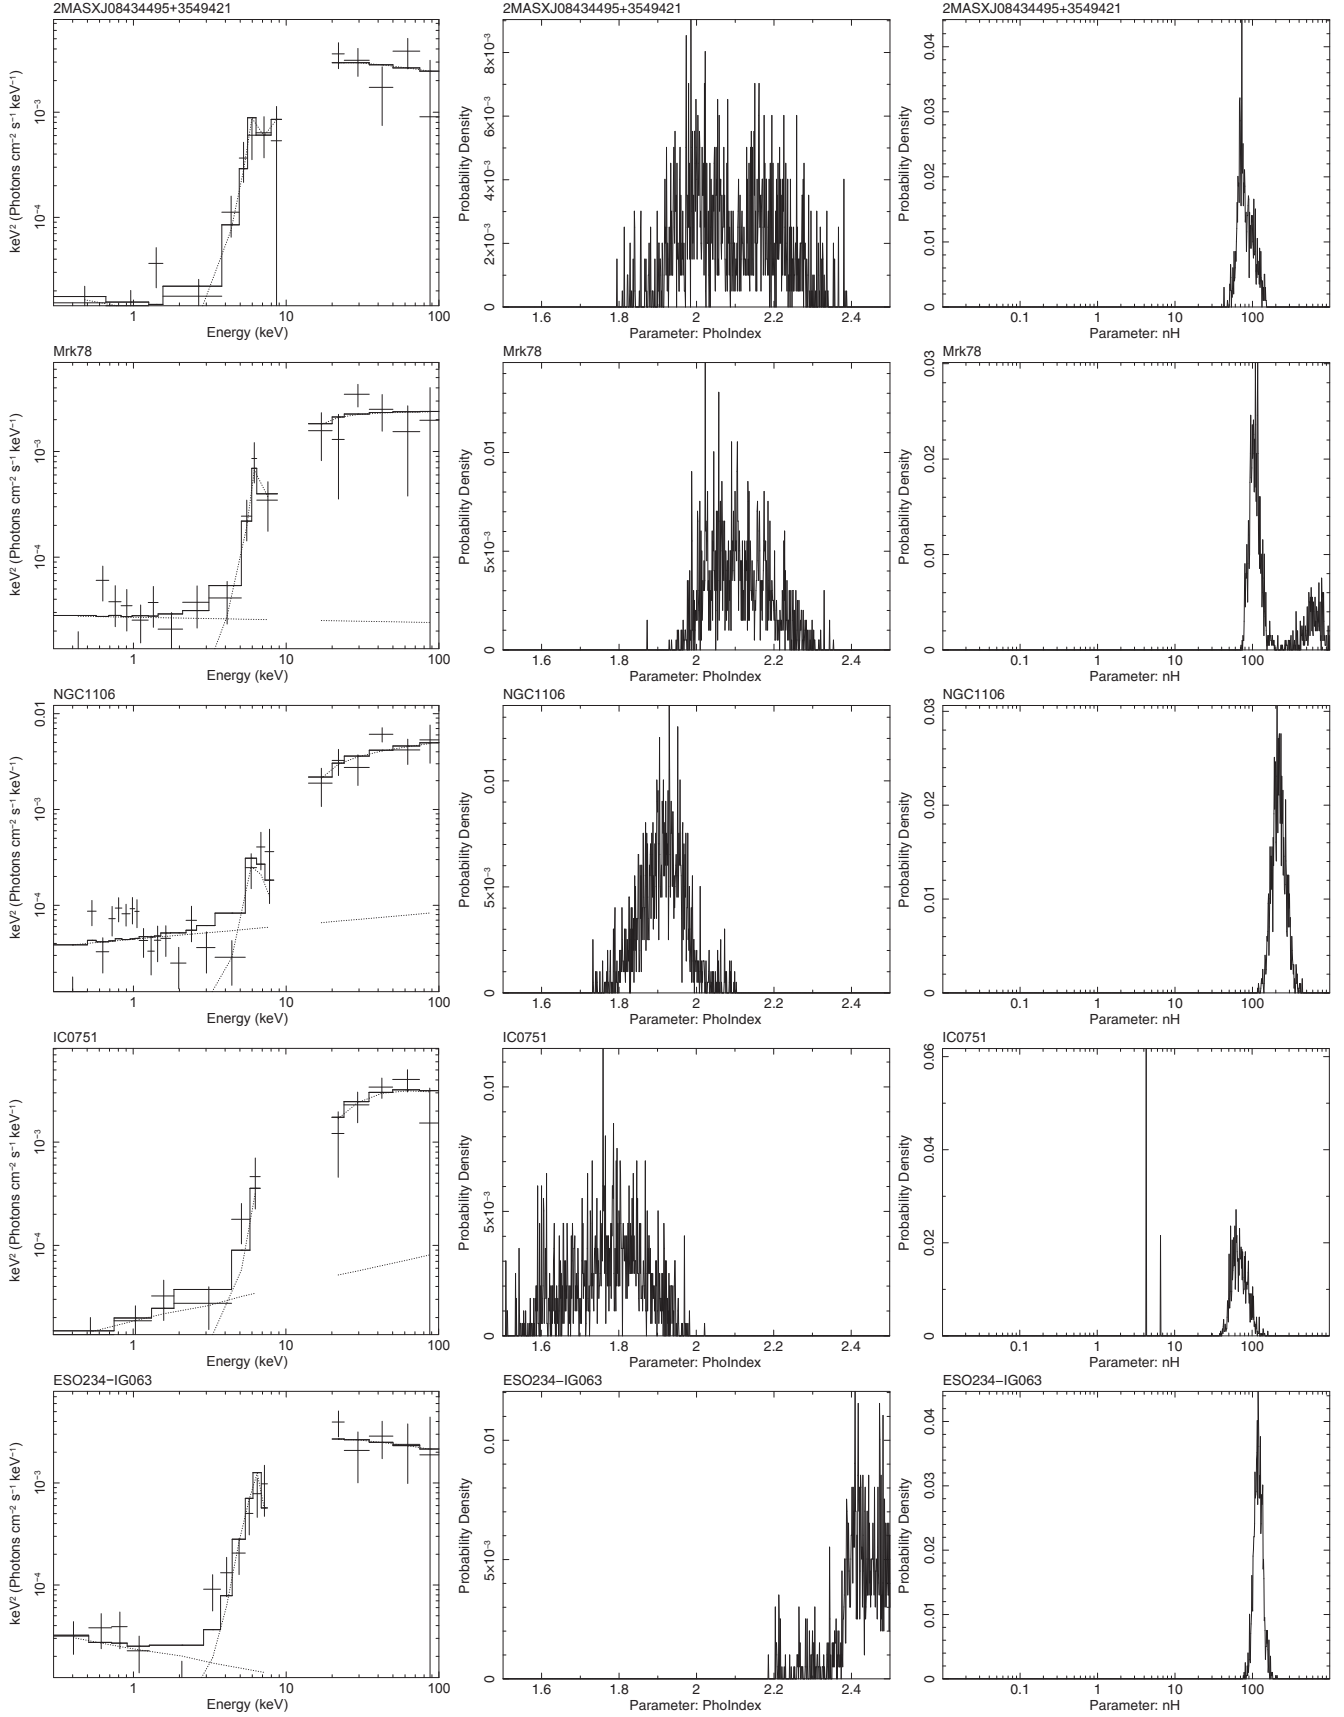 2MASXJ08434495+3549421
keV² (Photons cm⁻² s⁻¹ keV⁻¹)
10⁻³
10⁻⁴
1 10 100
Energy (keV)
2MASXJ08434495+3549421
Probability Density
8×10⁻³
6×10⁻³
4×10⁻³
2×10⁻³
0
1.6 1.8 2 2.2 2.4
Parameter: PhoIndex
2MASXJ08434495+3549421
Probability Density
0.04
0.03
0.02
0.01
0
0.1 1 10 100
Parameter: nH
Mrk78
keV² (Photons cm⁻² s⁻¹ keV⁻¹)
10⁻³
10⁻⁴
1 10 100
Energy (keV)
Mrk78
Probability Density
0.01
5×10⁻³
0
1.6 1.8 2 2.2 2.4
Parameter: PhoIndex
Mrk78
Probability Density
0.03
0.02
0.01
0
0.1 1 10 100
Parameter: nH
NGC1106
keV² (Photons cm⁻² s⁻¹ keV⁻¹)
0.01
10⁻³
10⁻⁴
1 10 100
Energy (keV)
NGC1106
Probability Density
0.01
5×10⁻³
0
1.6 1.8 2 2.2 2.4
Parameter: PhoIndex
NGC1106
Probability Density
0.03
0.02
0.01
0
0.1 1 10 100
Parameter: nH
IC0751
keV² (Photons cm⁻² s⁻¹ keV⁻¹)
10⁻³
10⁻⁴
1 10 100
Energy (keV)
IC0751
Probability Density
0.01
5×10⁻³
0
1.6 1.8 2 2.2 2.4
Parameter: PhoIndex
IC0751
Probability Density
0.06
0.04
0.02
0
0.1 1 10 100
Parameter: nH
ESO234−IG063
keV² (Photons cm⁻² s⁻¹ keV⁻¹)
10⁻³
10⁻⁴
1 10 100
Energy (keV)
ESO234−IG063
Probability Density
0.01
5×10⁻³
0
1.6 1.8 2 2.2 2.4
Parameter: PhoIndex
ESO234−IG063
Probability Density
0.04
0.03
0.02
0.01
0
0.1 1 10 100
Parameter: nH